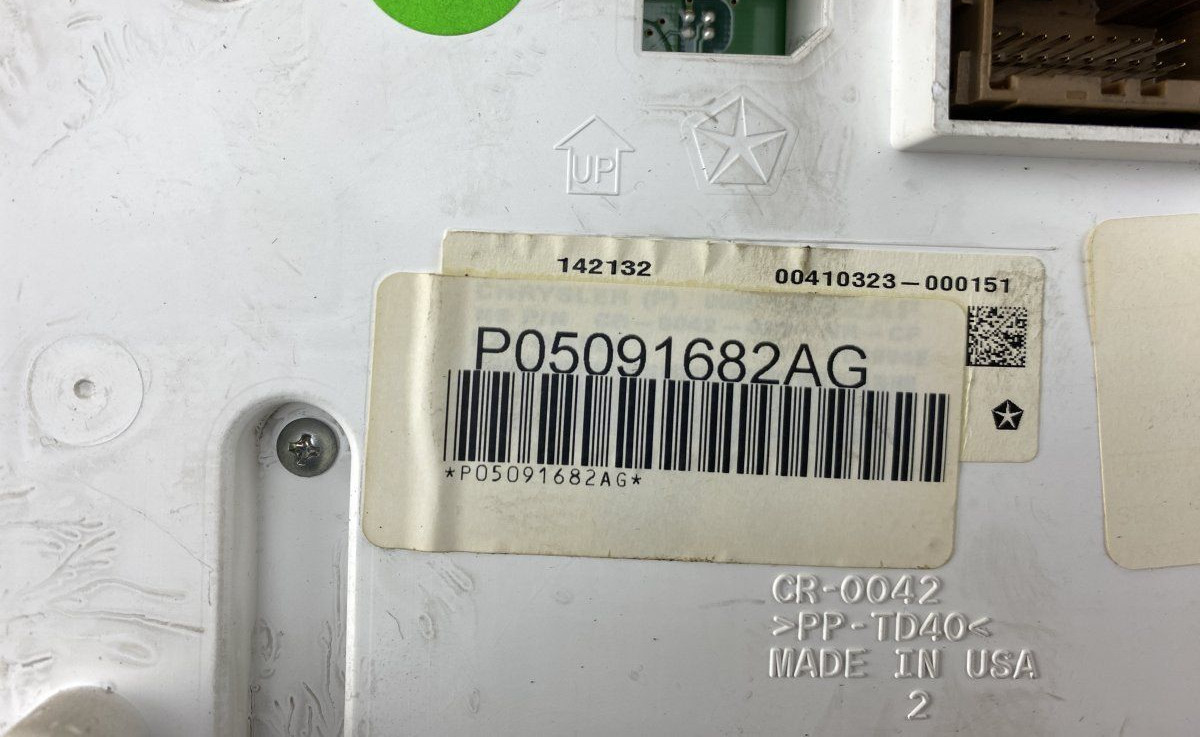 UP
142132 00410323-000151
P05091682AG
*P05091682AG*
CR-0042
>PP-TD40<
MADE IN USA
2